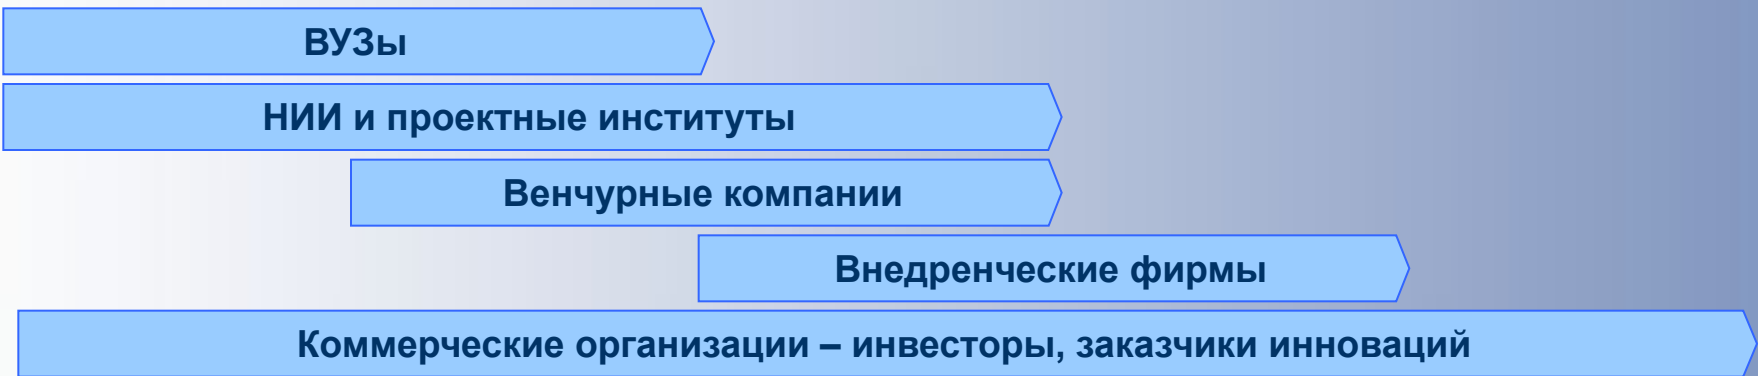 ВУЗы
НИИ и проектные институты
Венчурные компании
Внедренческие фирмы
Коммерческие организации – инвесторы, заказчики инноваций